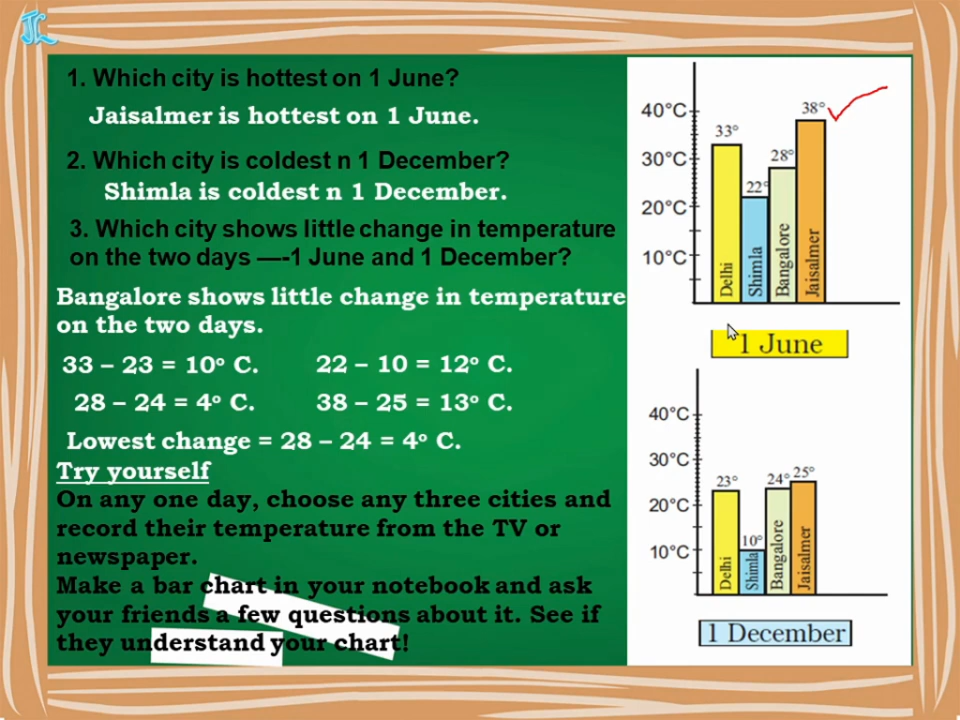 JL
1. Which city is hottest on 1 June?
Jaisalmer is hottest on 1 June.
2. Which city is coldest n 1 December?
Shimla is coldest n 1 December.
3. Which city shows little change in temperature
on the two days —-1 June and 1 December?
Bangalore shows little change in temperature
on the two days.
33 – 23 = 10º C. 22 – 10 = 12º C.
28 – 24 = 4º C. 38 – 25 = 13º C.
Lowest change = 28 – 24 = 4º C.
Try yourself
On any one day, choose any three cities and
record their temperature from the TV or
newspaper.
Make a bar chart in your notebook and ask
your friends a few questions about it. See if
they understand your chart!
40°C
30°C
20°C
10°C
33°
22°
28°
38°
Delhi
Shimla
Bangalore
Jaisalmer
1 June
40°C
30°C
20°C
10°C
23°
10°
24°
25°
Delhi
Shimla
Bangalore
Jaisalmer
1 December